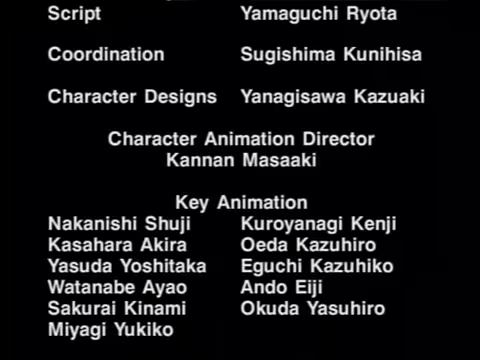 Script Yamaguchi Ryota
Coordination Sugishima Kunihisa
Character Designs Yanagisawa Kazuaki
Character Animation Director
Kannan Masaaki
Key Animation
Nakanishi Shuji Kuroyanagi Kenji
Kasahara Akira Oeda Kazuhiro
Yasuda Yoshitaka Eguchi Kazuhiko
Watanabe Ayao Ando Eiji
Sakurai Kinami Okuda Yasuhiro
Miyagi Yukiko